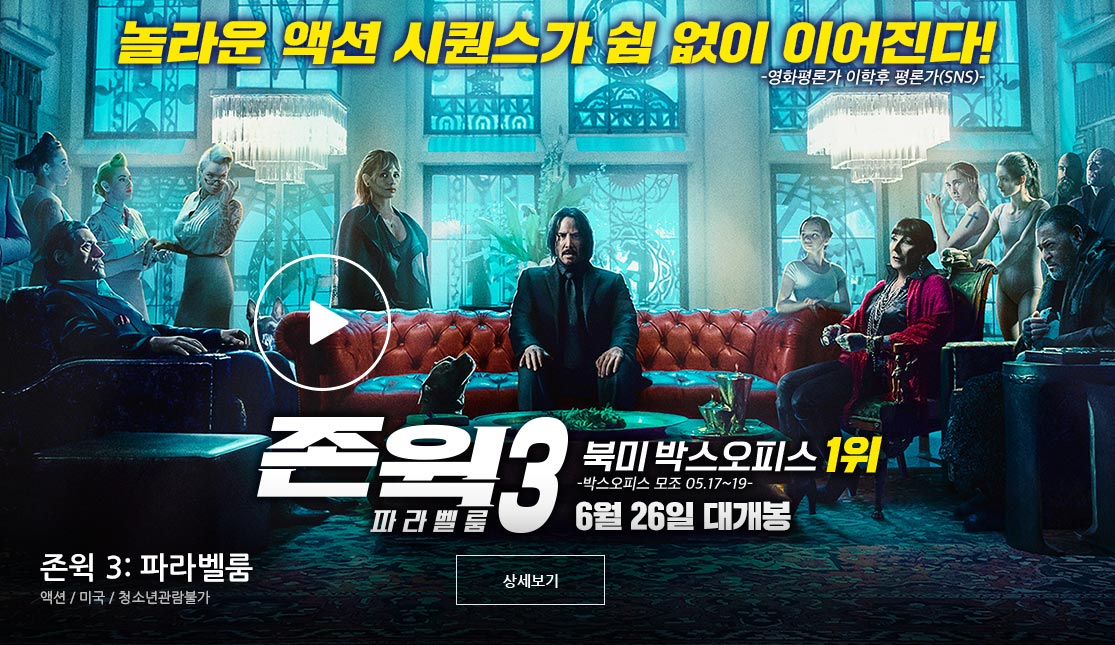 놀라운 액션 시퀀스가 쉼 없이 이어진다!
-영화평론가 이학후 평론가(SNS)-
존윅3
파라벨룸
북미 박스오피스 1위
-박스오피스 모조 05.17~19-
6월 26일 대개봉
존윅 3: 파라벨룸
액션 / 미국 / 청소년관람불가
상세보기